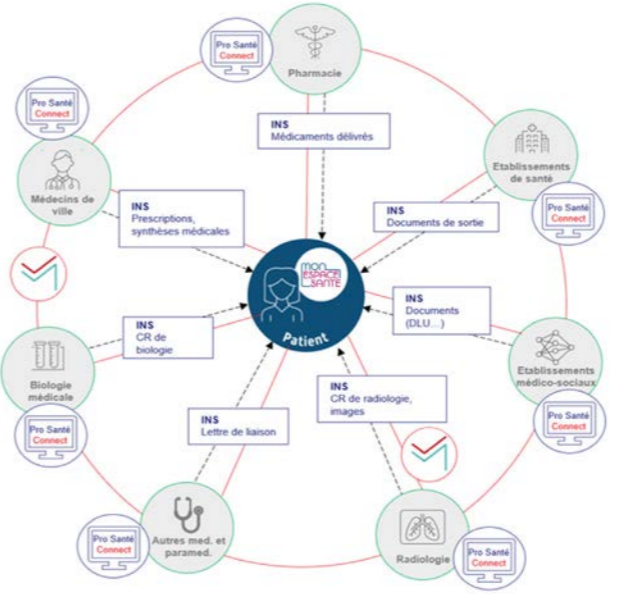 Pro Santé
Connect
Pharmacie
Pro Santé
Connect
Médecins de
ville
INS
Médicaments délivrés
Etablissements
de santé
Pro Santé
Connect
INS
Prescriptions,
synthèses médicales
INS
Documents de sortie
MON
ESPACE
SANTÉ
Patient
INS
CR de
biologie
INS
Documents
(DLU...)
Biologie
médicale
Pro Santé
Connect
Etablissements
médico-sociaux
Pro Santé
Connect
INS
Lettre de liaison
INS
CR de radiologie,
images
Autres med. et
paramed.
Pro Santé
Connect
Radiologie
Pro Santé
Connect